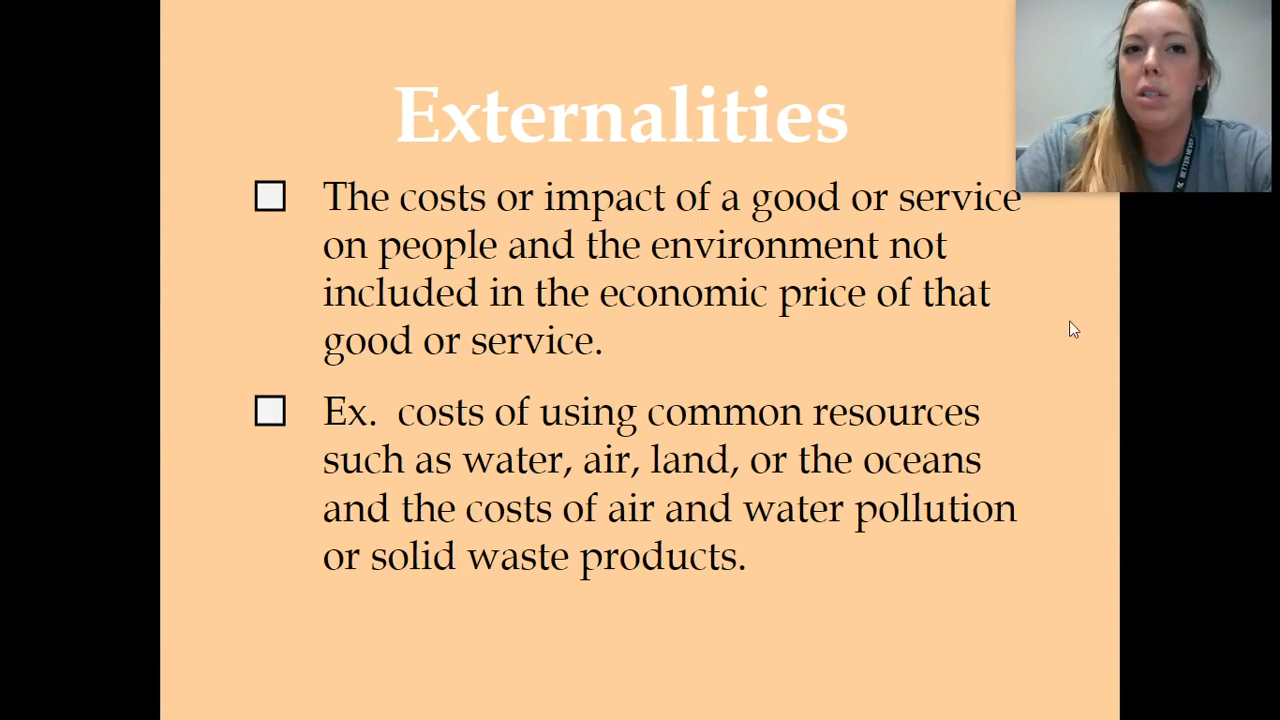 Externalities
The costs or impact of a good or service
on people and the environment not
included in the economic price of that
good or service.
Ex. costs of using common resources
such as water, air, land, or the oceans
and the costs of air and water pollution
or solid waste products.